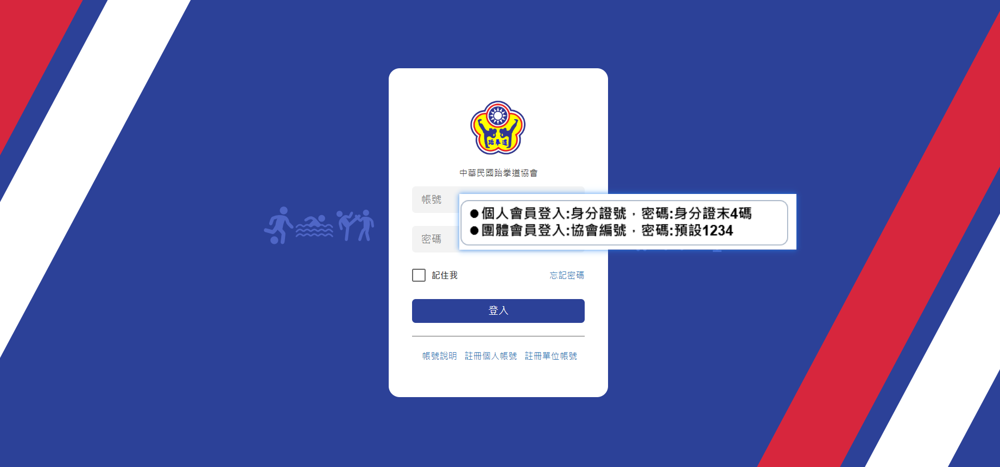 跆拳道
中華民國跆拳道協會
帳號
●個人會員登入:身分證號，密碼:身分證末4碼
●團體會員登入:協會編號，密碼:預設1234
密碼
記住我
忘記密碼
登入
帳號說明 註冊個人帳號 註冊單位帳號